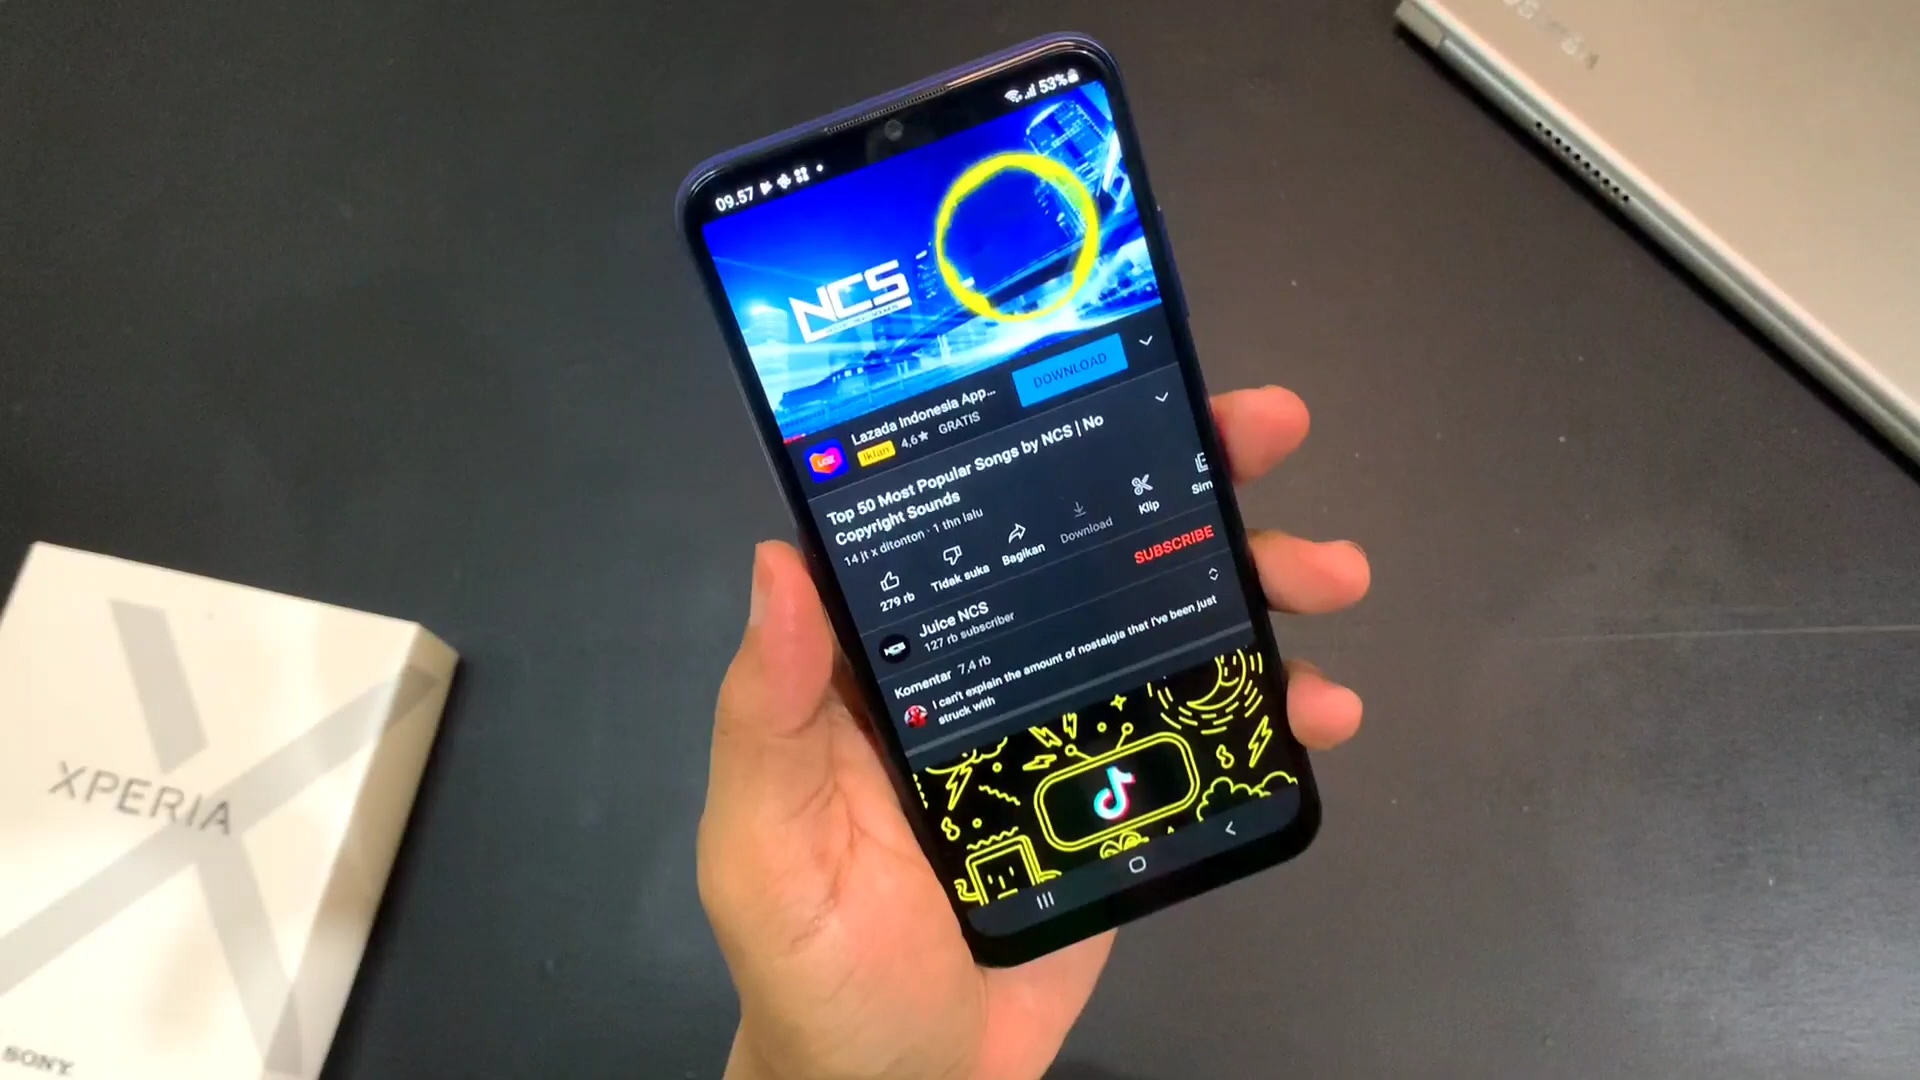 09.57
53%
NCS
Lazada Indonesia App...
Iklan 4,6★ GRATIS
DOWNLOAD
Top 50 Most Popular Songs by NCS | No
Copyright Sounds
14 jt x ditonton · 1 thn lalu
279 rb
Tidak suka
Bagikan
Download
Klip
Sim
Juice NCS
127 rb subscriber
SUBSCRIBE
Komentar 7,4 rb
I can't explain the amount of nostalgia that I've been just
struck with
XPERIA
SONY